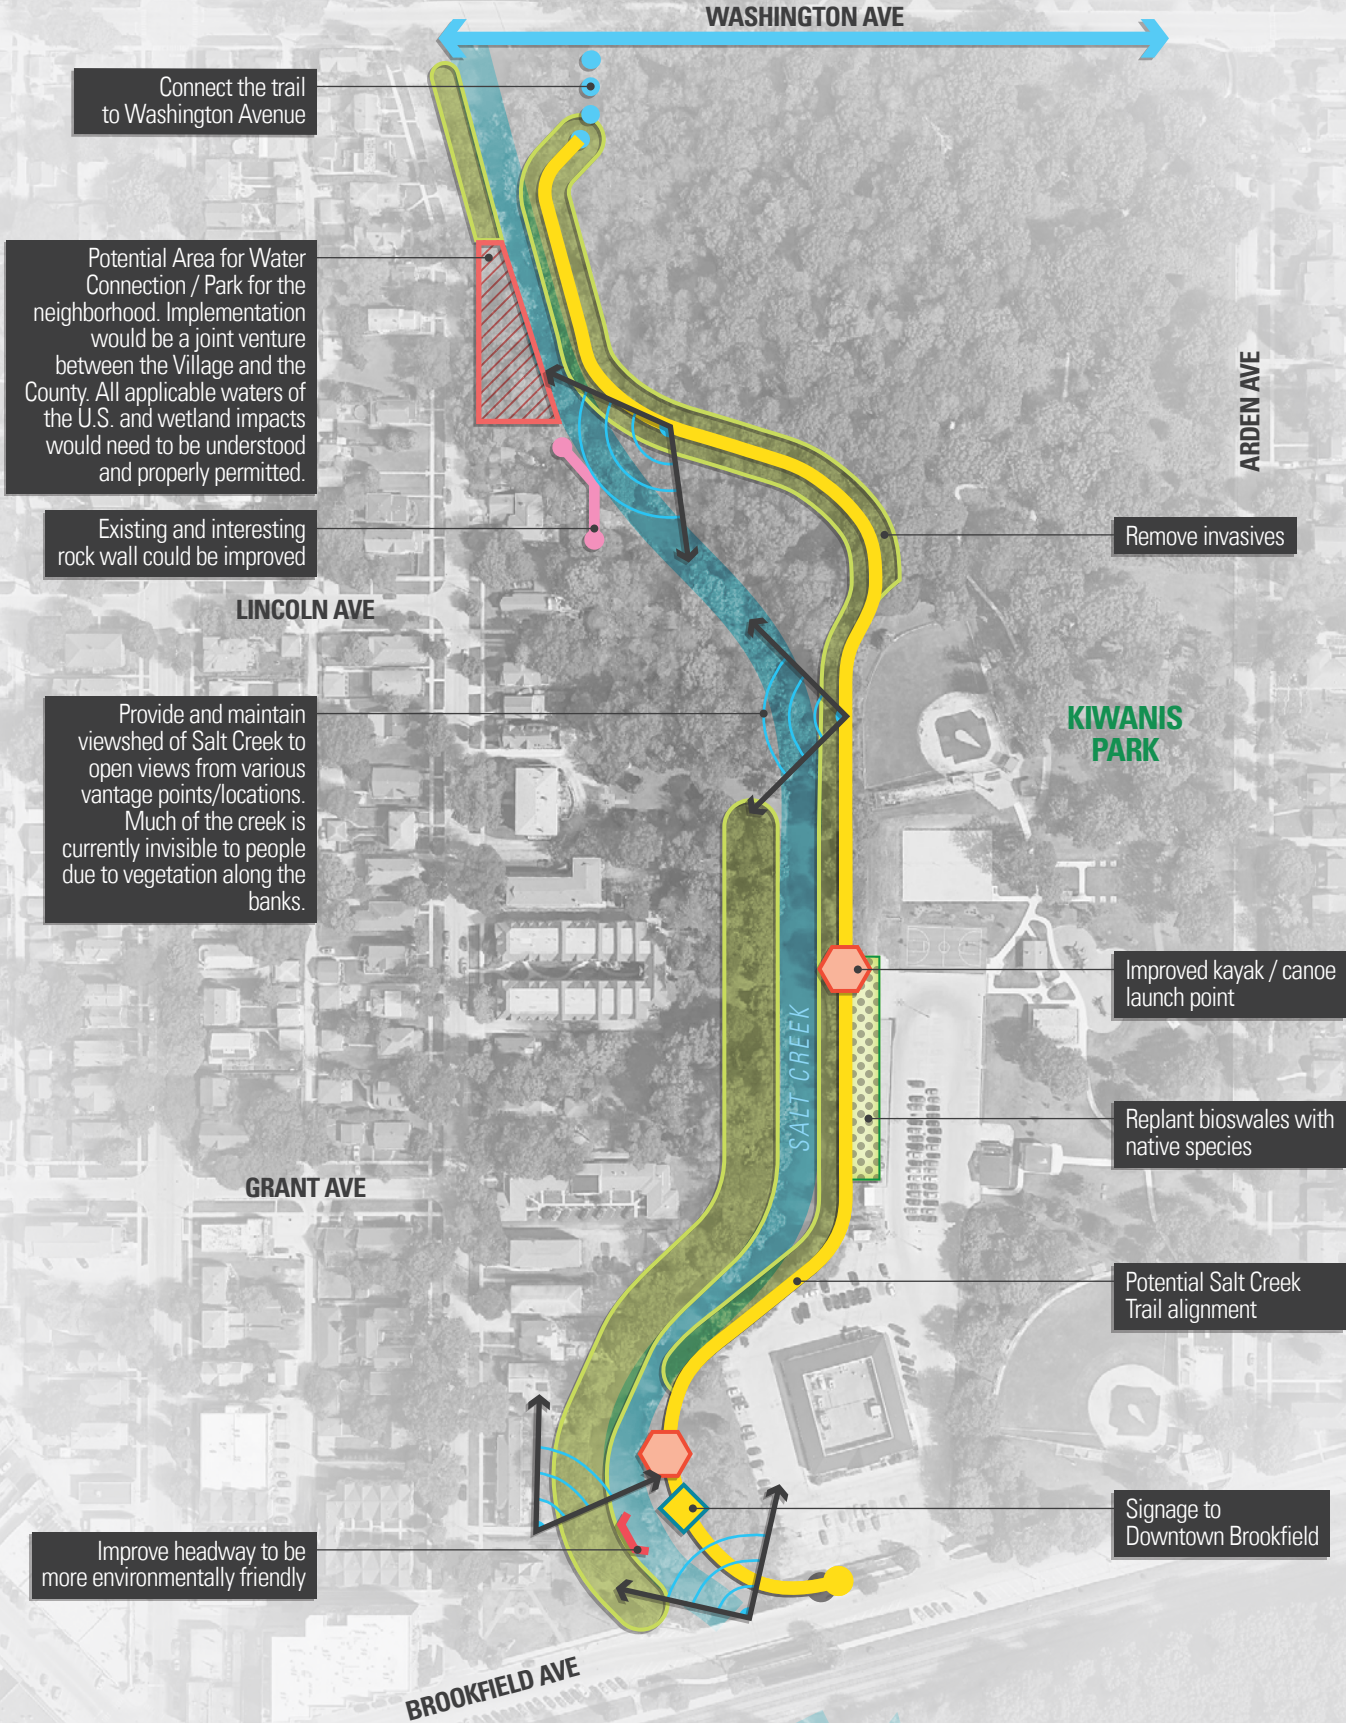 WASHINGTON AVE
Connect the trail
to Washington Avenue
Potential Area for Water
Connection / Park for the
neighborhood. Implementation
would be a joint venture
between the Village and the
County. All applicable waters of
the U.S. and wetland impacts
would need to be understood
and properly permitted.
ARDEN AVE
Existing and interesting
rock wall could be improved
Remove invasives
LINCOLN AVE
Provide and maintain
viewshed of Salt Creek to
open views from various
vantage points/locations.
Much of the creek is
currently invisible to people
due to vegetation along the
banks.
KIWANIS
PARK
Improved kayak / canoe
launch point
SALT CREEK
Replant bioswales with
native species
GRANT AVE
Potential Salt Creek
Trail alignment
Signage to
Downtown Brookfield
Improve headway to be
more environmentally friendly
BROOKFIELD AVE